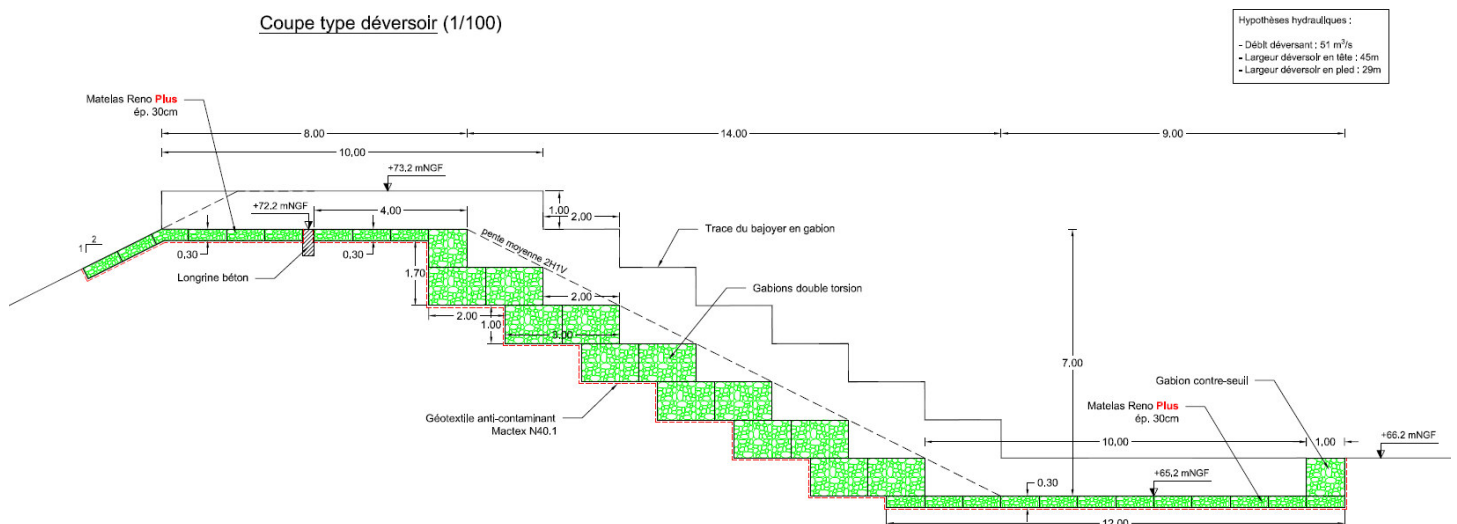 Coupe type déversoir (1/100)
Hypothèses hydrauliques :
- Débit déversant : 51 m³/s
- Largeur déversoir en tête : 45m
- Largeur déversoir en pied : 29m
Matelas Reno Plus
ép. 30cm
8.00
14.00
9.00
10,00
+73,2 mNGF
+72,2 mNGF
4,00
1.00
2,00
2
1
0,30
0,30
Longrine béton
pente moyenne 2H1V
Trace du bajoyer en gabion
1,70
2,00
Gabions double torsion
2,00
1,00
3,00
7.00
Géotextile anti-contaminant
Mactex N40.1
Gabion contre-seuil
Matelas Reno Plus
ép. 30cm
10,00
1,00
+66,2 mNGF
0,30
+65,2 mNGF
12,00